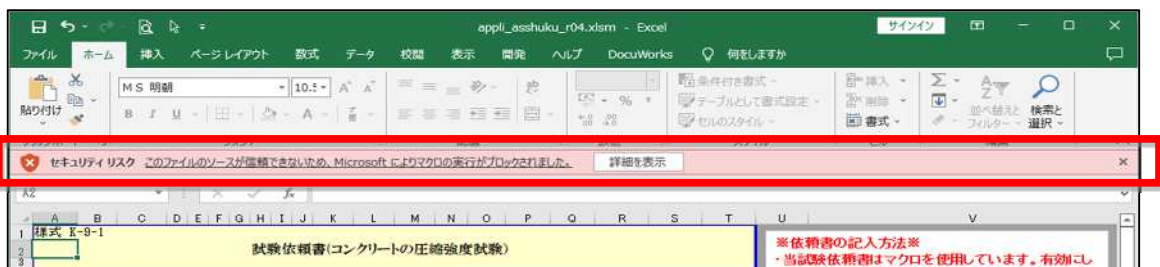 appli_asshuku_r04.xlsm - Excel サインイン
ファイル ホーム 挿入 ページ レイアウト 数式 データ 校閲 表示 開発 ヘルプ DocuWorks 何をしますか
貼り付け MS 明朝 10.5 A A % 条件付き書式 挿入 Σ
B I U A テーブルとして書式設定 削除 並べ替えと 検索と
セルのスタイル 書式 フィルター 選択
セキュリティ リスク このファイルのソースが信頼できないため、Microsoft によりマクロの実行がブロックされました。 詳細を表示
A2 fx
A B C D E F G H I J K L M N O P Q R S T U V
1 様式 K-9-1
2 試験依頼書(コンクリートの圧縮強度試験) ※依頼書の記入方法※
3 ・当試験依頼書はマクロを使用しています。有効にし